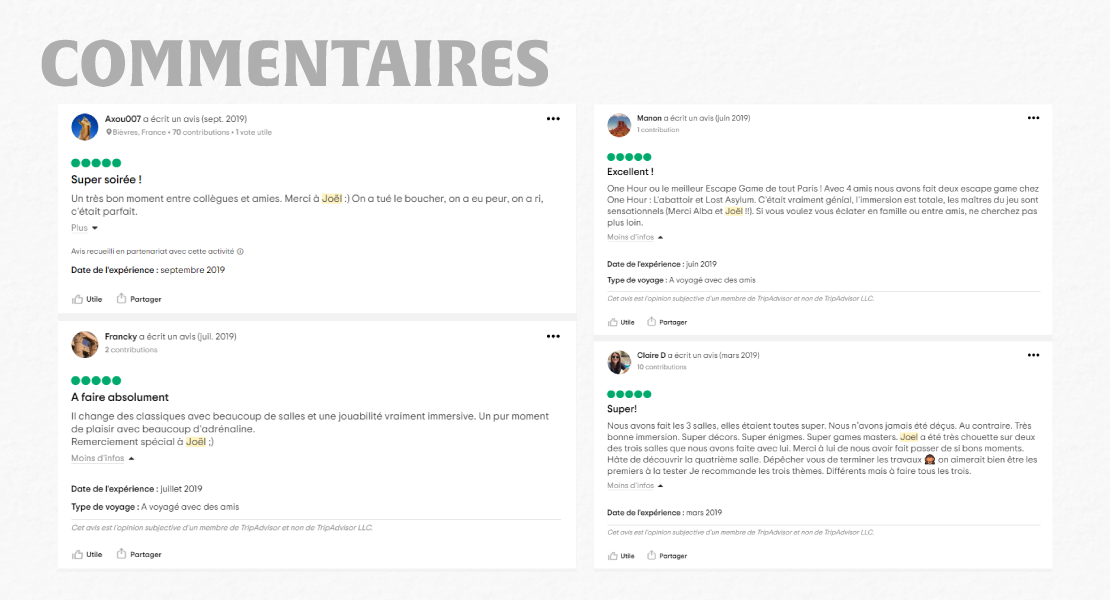 COMMENTAIRES
Axou007 a écrit un avis (sept. 2019)
Bièvres, France • 70 contributions • 1 vote utile
Super soirée !
Un très bon moment entre collègues et amies. Merci à Joël :) On a tué le boucher, on a eu peur, on a ri,
c'était parfait.
Plus
Avis recueilli en partenariat avec cette activité
Date de l'expérience : septembre 2019
Utile Partager
Francky a écrit un avis (juil. 2019)
2 contributions
A faire absolument
Il change des classiques avec beaucoup de salles et une jouabilité vraiment immersive. Un pur moment
de plaisir avec beaucoup d'adrénaline.
Remerciement spécial à Joël ;)
Moins d'infos
Date de l'expérience : juillet 2019
Type de voyage : A voyagé avec des amis
Cet avis est l'opinion subjective d'un membre de TripAdvisor et non de TripAdvisor LLC.
Utile Partager
Manon a écrit un avis (juin 2019)
1 contribution
Excellent !
One Hour ou le meilleur Escape Game de tout Paris ! Avec 4 amis nous avons fait deux escape game chez
One Hour : L'abattoir et Lost Asylum. C'était vraiment génial, l'immersion est totale, les maîtres du jeu sont
sensationnels (Merci Alba et Joël !!). Si vous voulez vous éclater en famille ou entre amis, ne cherchez pas
plus loin.
Moins d'infos
Date de l'expérience : juin 2019
Type de voyage : A voyagé avec des amis
Cet avis est l'opinion subjective d'un membre de TripAdvisor et non de TripAdvisor LLC.
Utile Partager
Claire D a écrit un avis (mars 2019)
10 contributions
Super!
Nous avons fait les 3 salles, elles étaient toutes super. Nous n'avons jamais été déçus. Au contraire. Très
bonne immersion. Super décors. Super énigmes. Super games masters. Joel a été très chouette sur deux
des trois salles que nous avons faite avec lui. Merci à lui de nous avoir fait passer de si bons moments.
Hâte de découvrir la quatrième salle. Dépêcher vous de terminer les travaux 🙈 on aimerait bien être les
premiers à la tester Je recommande les trois thèmes. Différents mais à faire tous les trois.
Moins d'infos
Date de l'expérience : mars 2019
Cet avis est l'opinion subjective d'un membre de TripAdvisor et non de TripAdvisor LLC.
Utile Partager